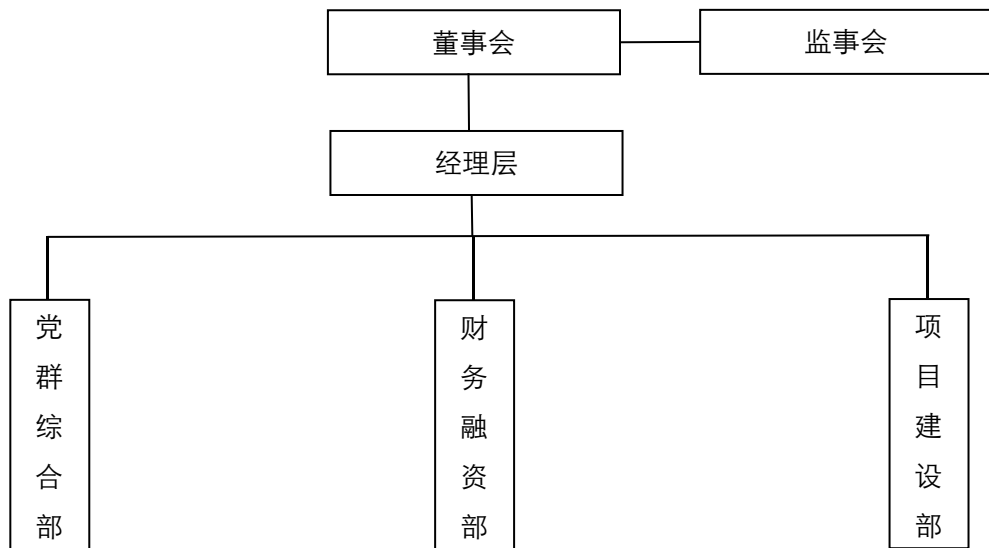 董事会
监事会
经理层
党群综合部
财务融资部
项目建设部